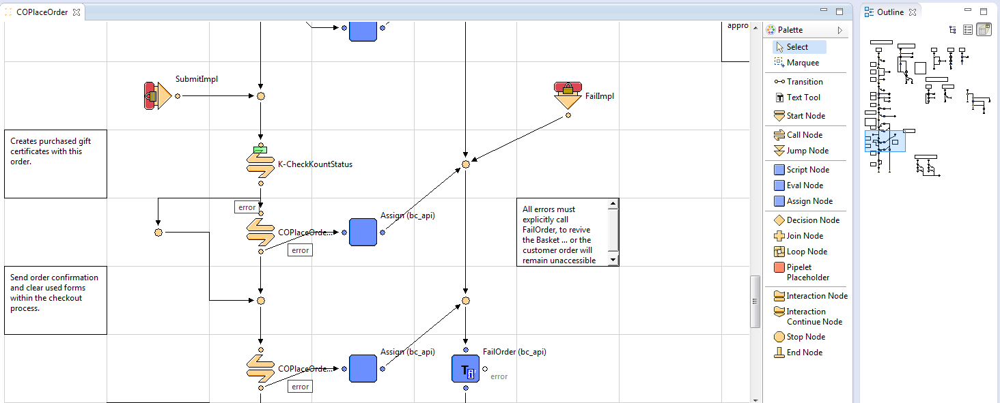 COPlaceOrder
Outline
appro
Palette
Select
Marquee
Transition
Text Tool
Start Node
Call Node
Jump Node
Script Node
Eval Node
Assign Node
Decision Node
Join Node
Loop Node
Pipelet
Placeholder
Interaction Node
Interaction
Continue Node
Stop Node
End Node
SubmitImpl
FailImpl
Creates purchased gift
certificates with this
order.
K-CheckKountStatus
error
Assign (bc_api)
COPlaceOrde...
error
All errors must
explicitly call
FailOrder, to revive
the Basket ... or the
customer order will
remain unaccessible
Send order confirmation
and clear used forms
within the checkout
process.
Assign (bc_api)
FailOrder (bc_api)
COPlaceOrde...
error
T
i
error